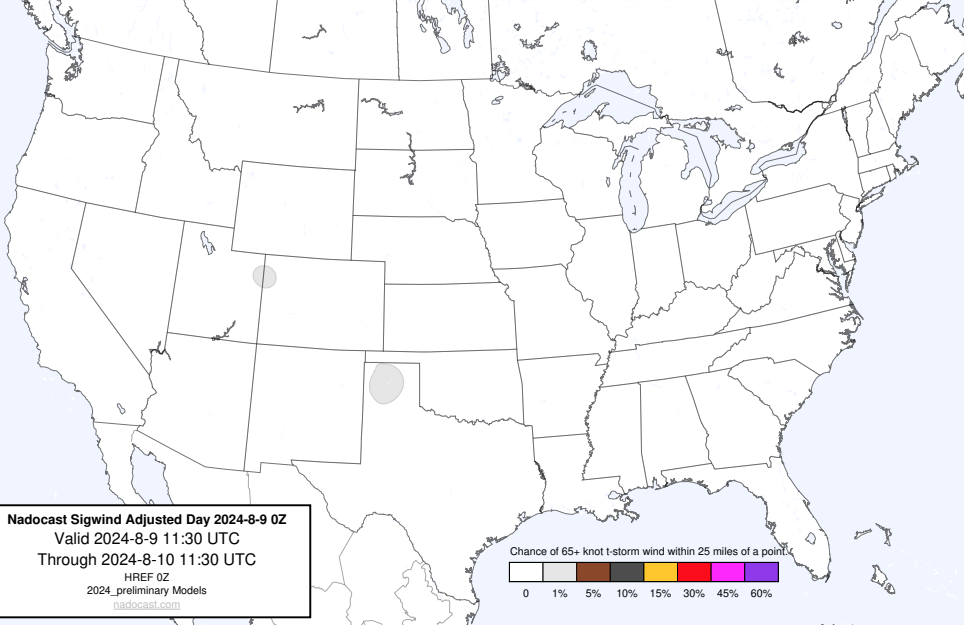 Nadocast Sigwind Adjusted Day 2024-8-9 0Z
Valid 2024-8-9 11:30 UTC
Through 2024-8-10 11:30 UTC
HREF 0Z
2024_preliminary Models
nadocast.com
Chance of 65+ knot t-storm wind within 25 miles of a point.
0 1% 5% 10% 15% 30% 45% 60%